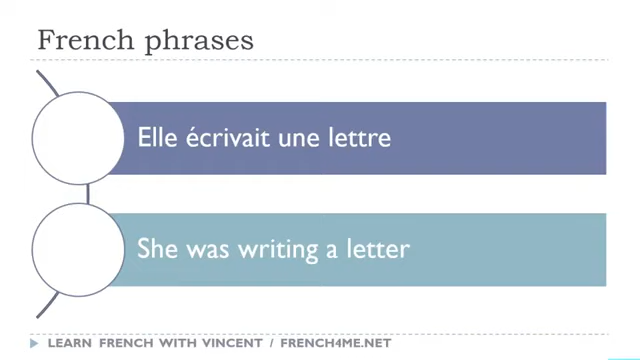 French phrases
Elle écrivait une lettre
She was writing a letter
LEARN FRENCH WITH VINCENT / FRENCH4ME.NET